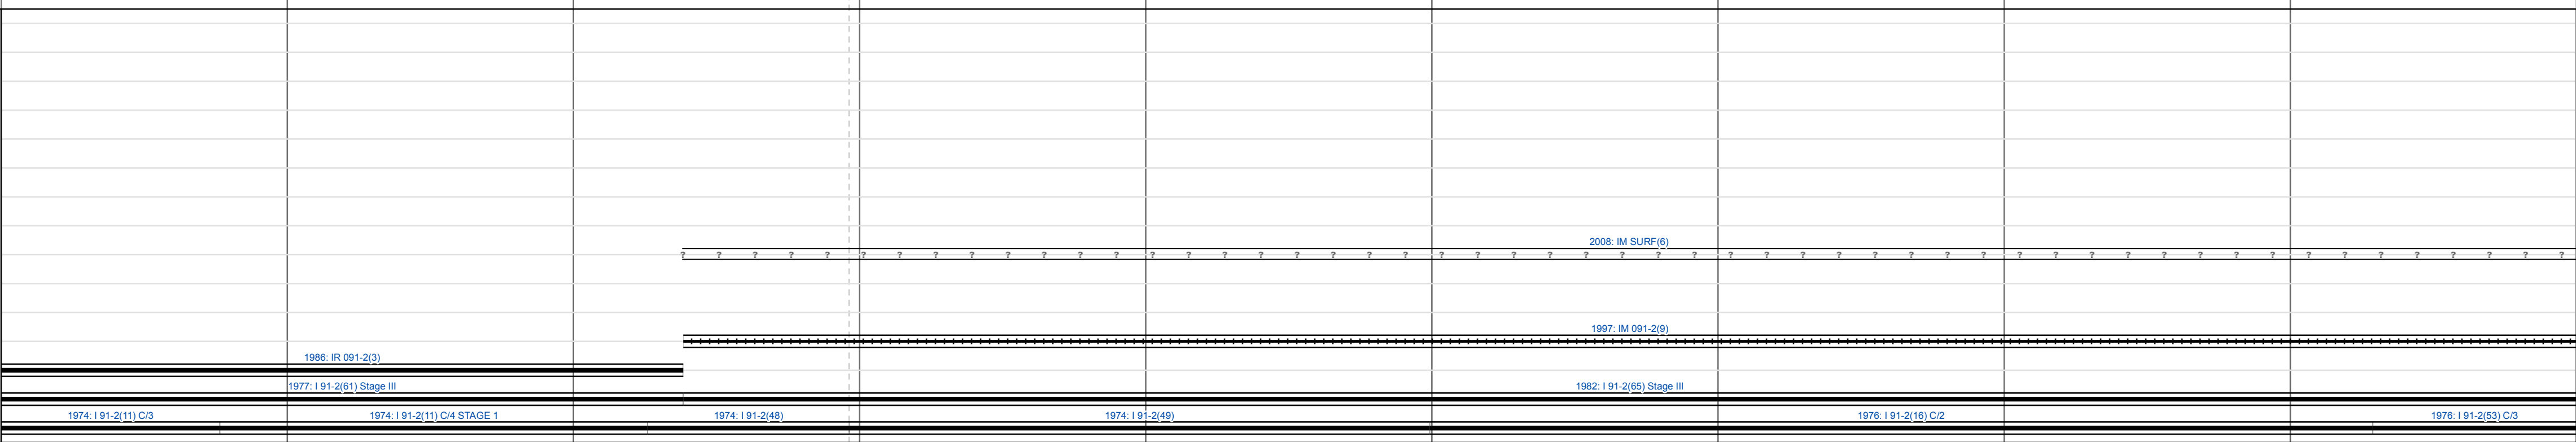 2008: IM SURF(6)
? ? ? ? ? ? ? ? ? ? ? ? ? ? ? ? ? ? ? ? ? ? ? ? ? ? ? ? ? ? ? ? ? ? ? ? ? ? ? ? ? ? ? ? ? ? ? ? ? ? ? ? ?
1997: IM 091-2(9)
1986: IR 091-2(3)
1977: I 91-2(61) Stage III 1982: I 91-2(65) Stage III
1974: I 91-2(11) C/3 1974: I 91-2(11) C/4 STAGE 1 1974: I 91-2(48) 1974: I 91-2(49) 1976: I 91-2(16) C/2 1976: I 91-2(53) C/3